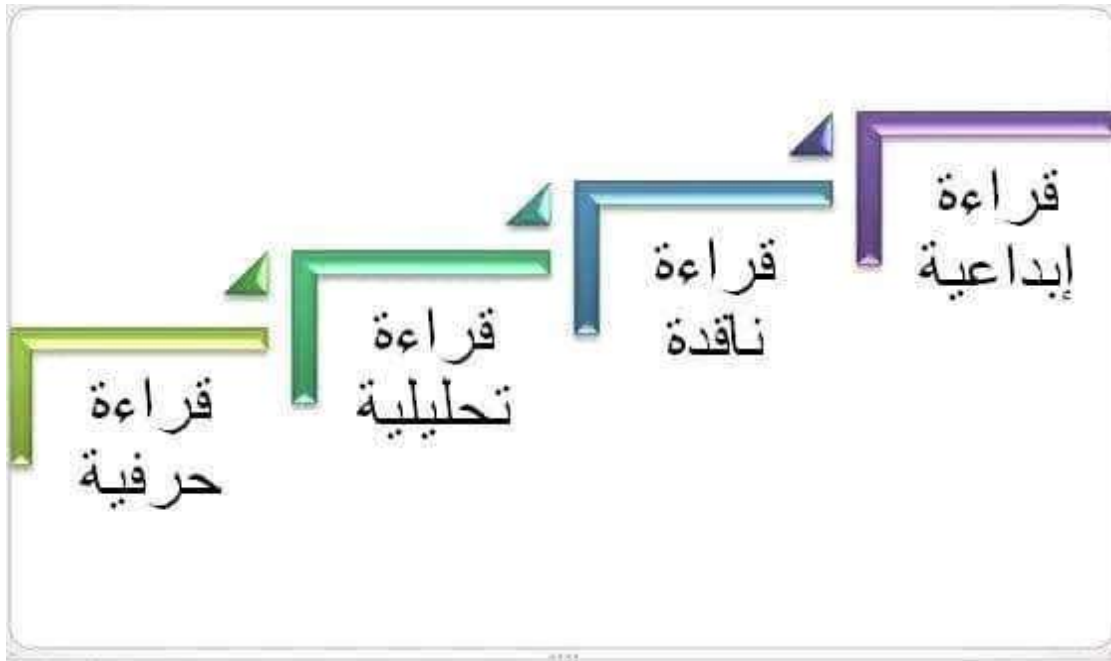 قراءة
حرفية
قراءة
تحليلية
قراءة
ناقدة
قراءة
إبداعية